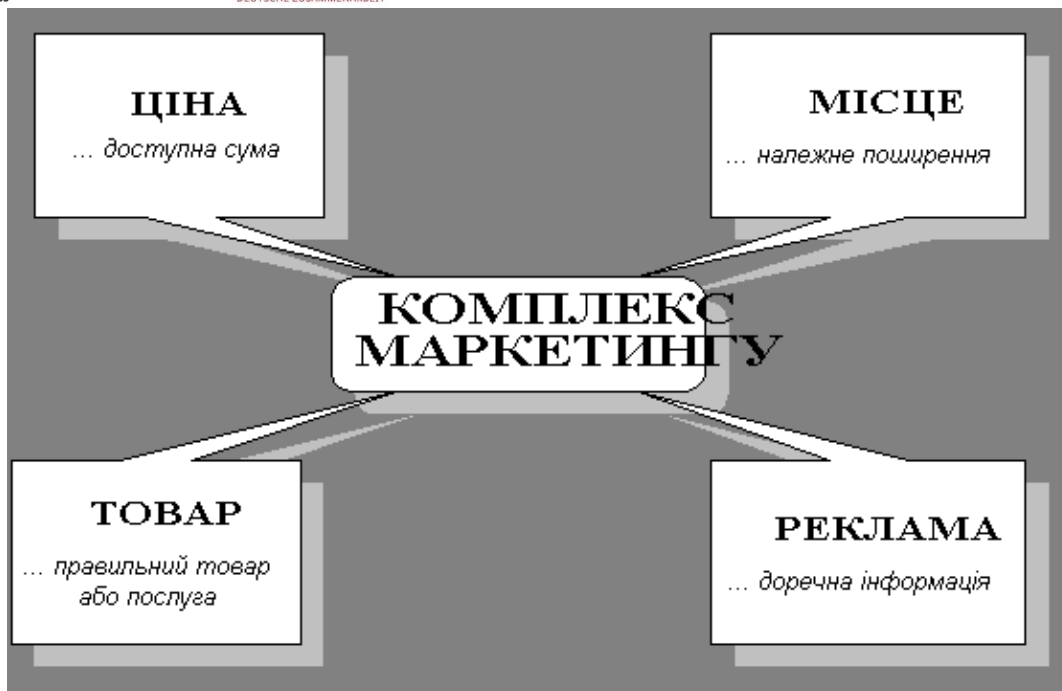 ЦІНА
... доступна сума
МІСЦЕ
... належне поширення
КОМПЛЕКС
МАРКЕТИНГУ
ТОВАР
... правильний товар
або послуга
РЕКЛАМА
... доречна інформація